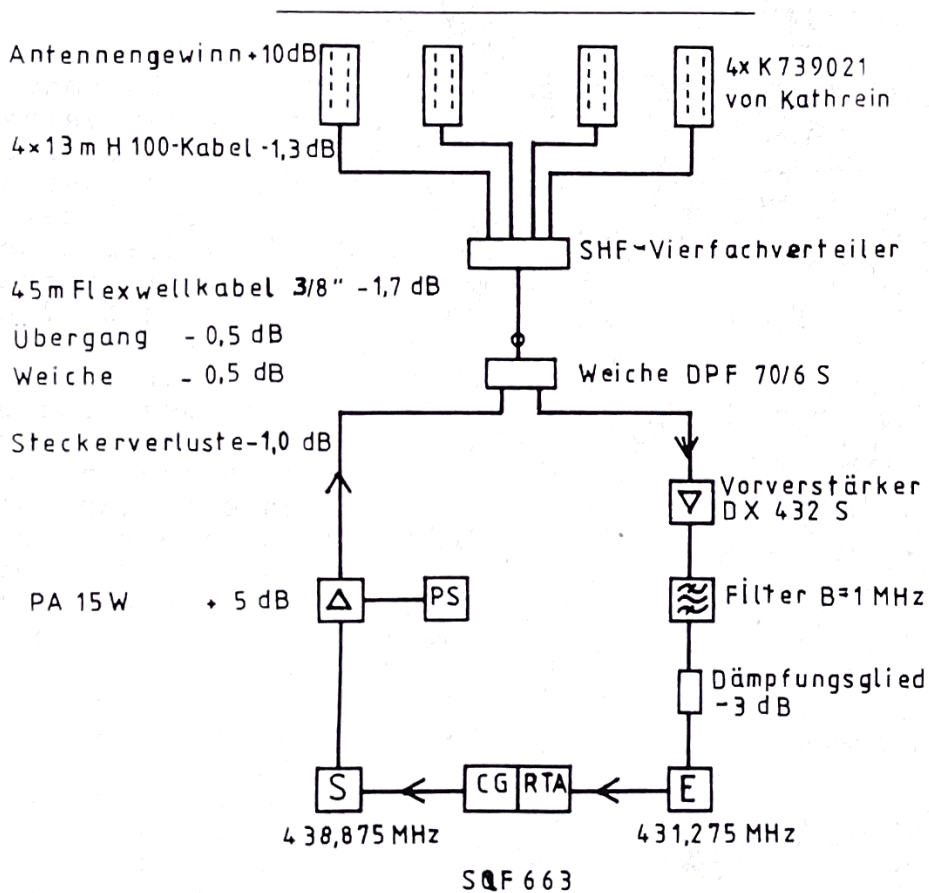 Antennengewinn +10dB
4x K739021
von Kathrein
4x13m H 100-Kabel -1,3 dB
SHF-Vierfachverteiler
45m Flexwellkabel 3/8" -1,7 dB
Übergang - 0,5 dB
Weiche - 0,5 dB
Weiche DPF 70/6 S
Steckerverluste -1,0 dB
Vorverstärker
DX 432 S
PA 15W + 5 dB
PS
Filter B=1 MHz
Dämpfungsglied
-3 dB
S
CG RTA
E
438,875 MHz
431,275 MHz
663